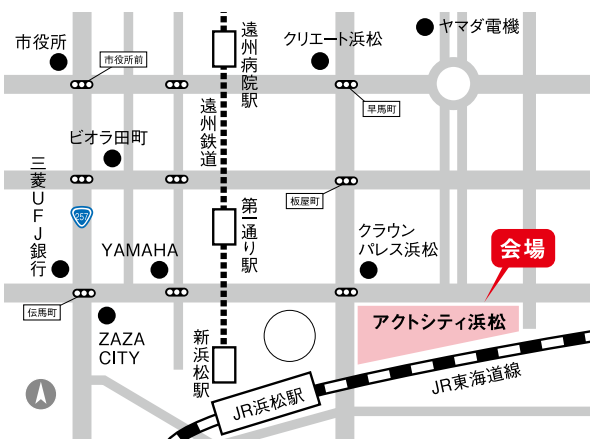 市役所
市役所前
遠州病院駅
クリエート浜松
ヤマダ電機
早馬町
遠州鉄道
ビオラ田町
三菱UFJ銀行
257
第一通り駅
板屋町
YAMAHA
クラウン
パレス浜松
会場
伝馬町
ZAZA
CITY
新浜松駅
アクトシティ浜松
JR浜松駅
JR東海道線